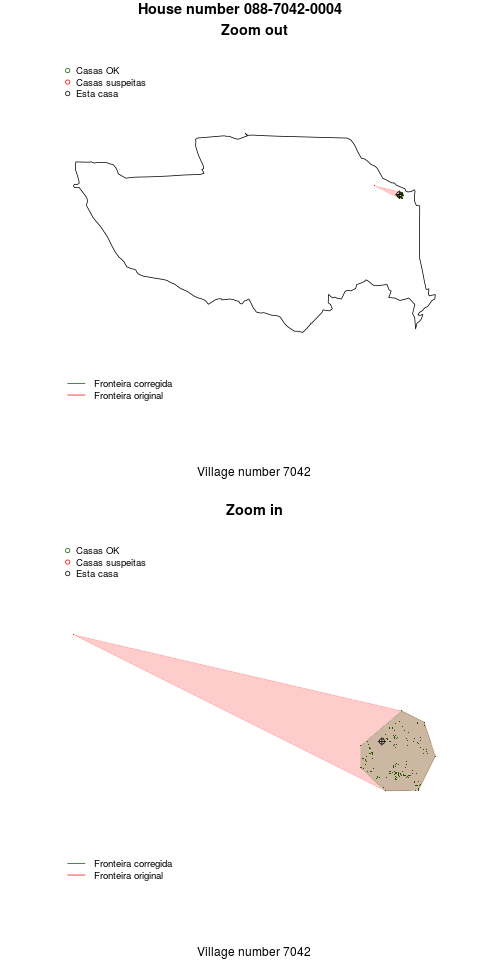 House number 088-7042-0004
Zoom out
Casas OK
Casas suspeitas
Esta casa
Fronteira corregida
Fronteira original
Village number 7042
Zoom in
Casas OK
Casas suspeitas
Esta casa
Fronteira corregida
Fronteira original
Village number 7042